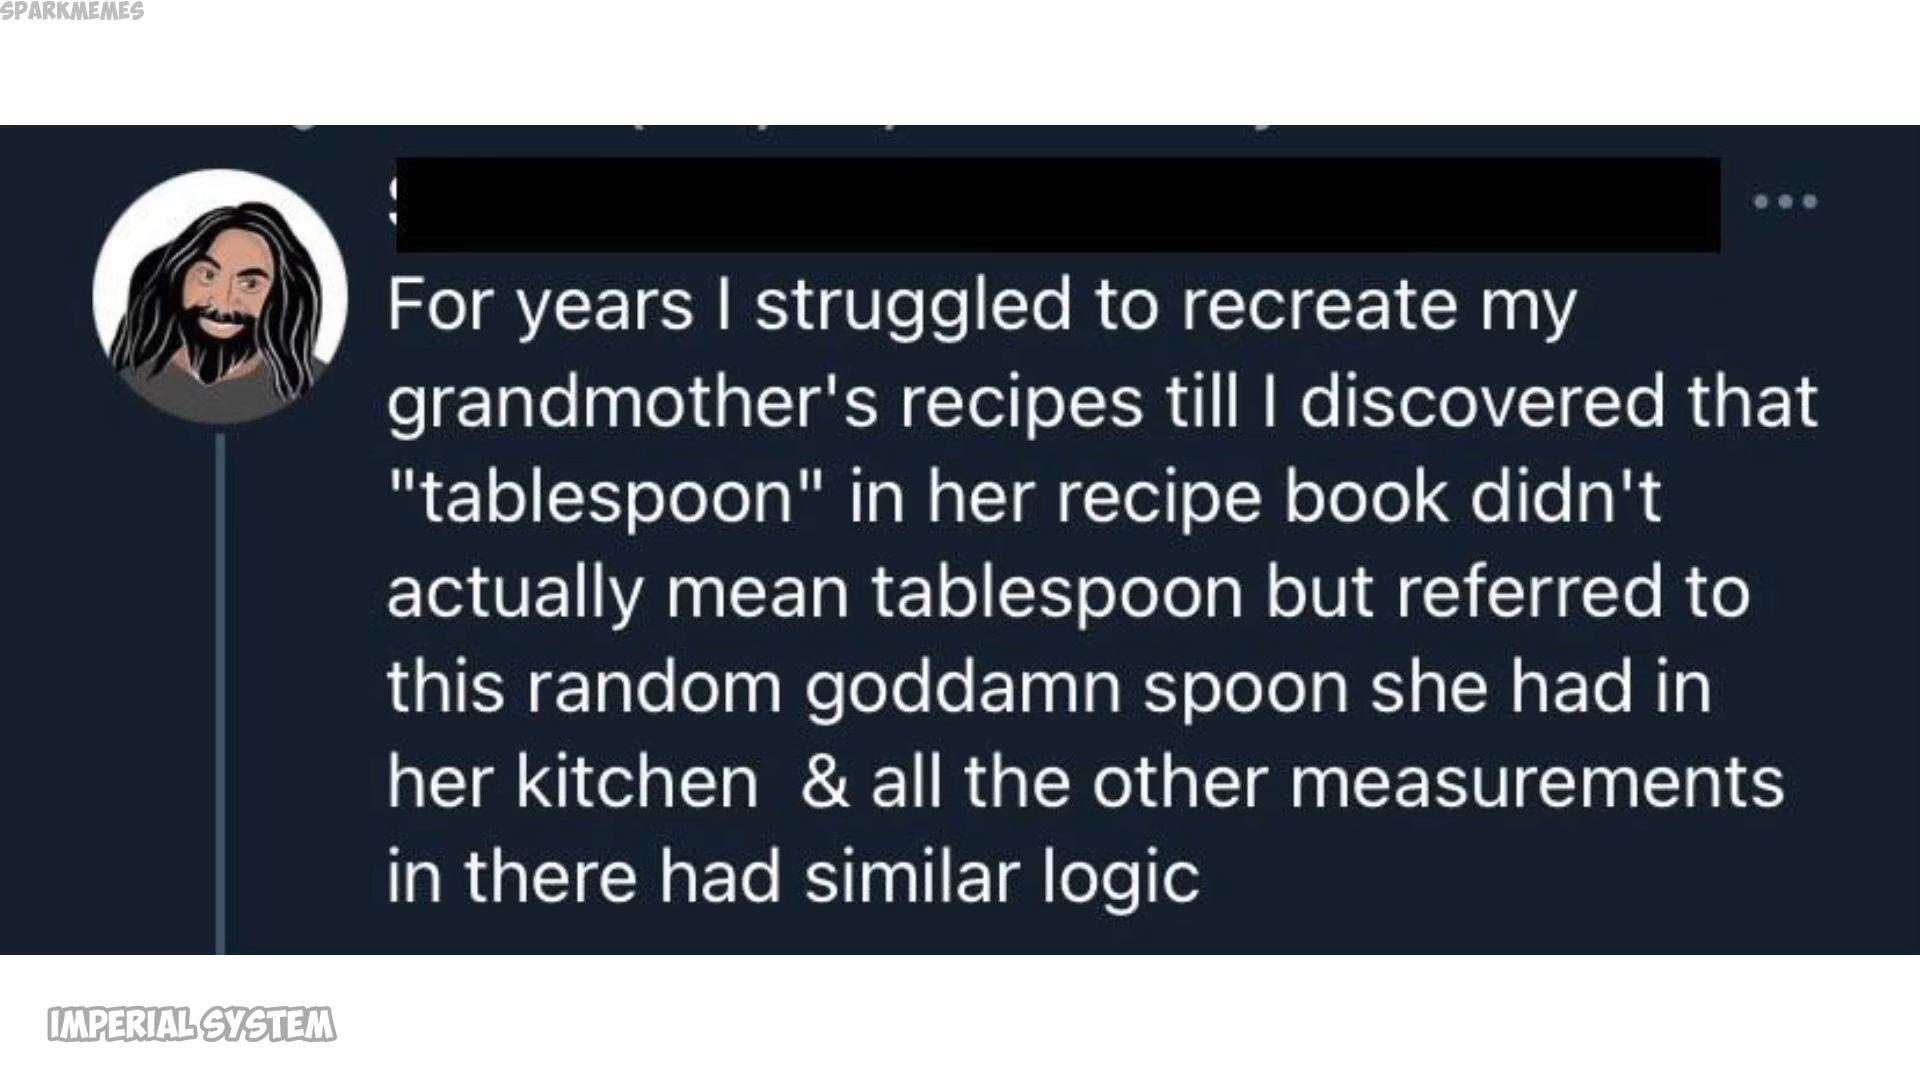 SPARKMEMES
For years I struggled to recreate my
grandmother's recipes till I discovered that
"tablespoon" in her recipe book didn't
actually mean tablespoon but referred to
this random goddamn spoon she had in
her kitchen  & all the other measurements
in there had similar logic
IMPERIAL SYSTEM